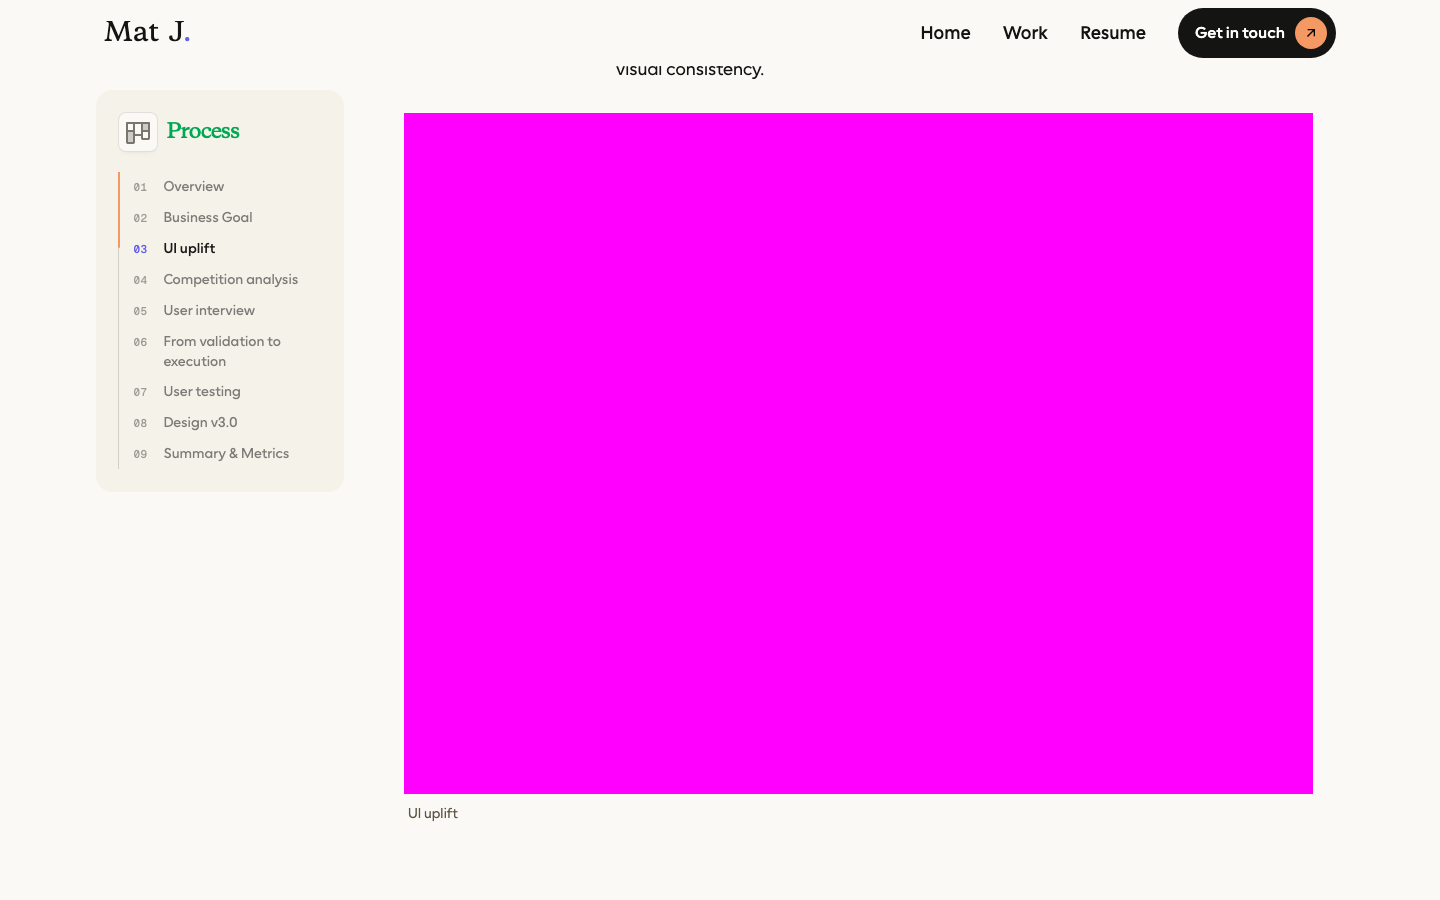 Mat J.
Home
Work
Resume
Get in touch
visual consistency.
Process
01 Overview
02 Business Goal
03 UI uplift
04 Competition analysis
05 User interview
06 From validation to
execution
07 User testing
08 Design v3.0
09 Summary & Metrics
UI uplift